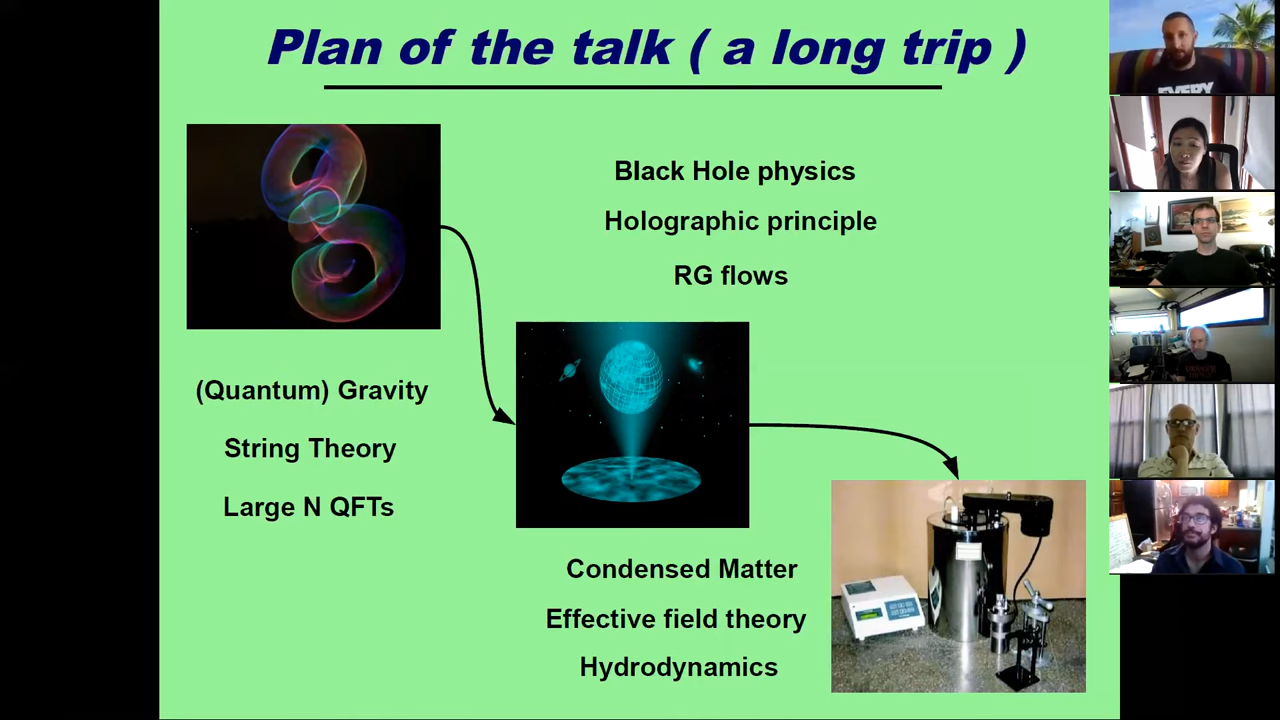 Plan of the talk ( a long trip )
Black Hole physics
Holographic principle
RG flows
(Quantum) Gravity
String Theory
Large N QFTs
Condensed Matter
Effective field theory
Hydrodynamics